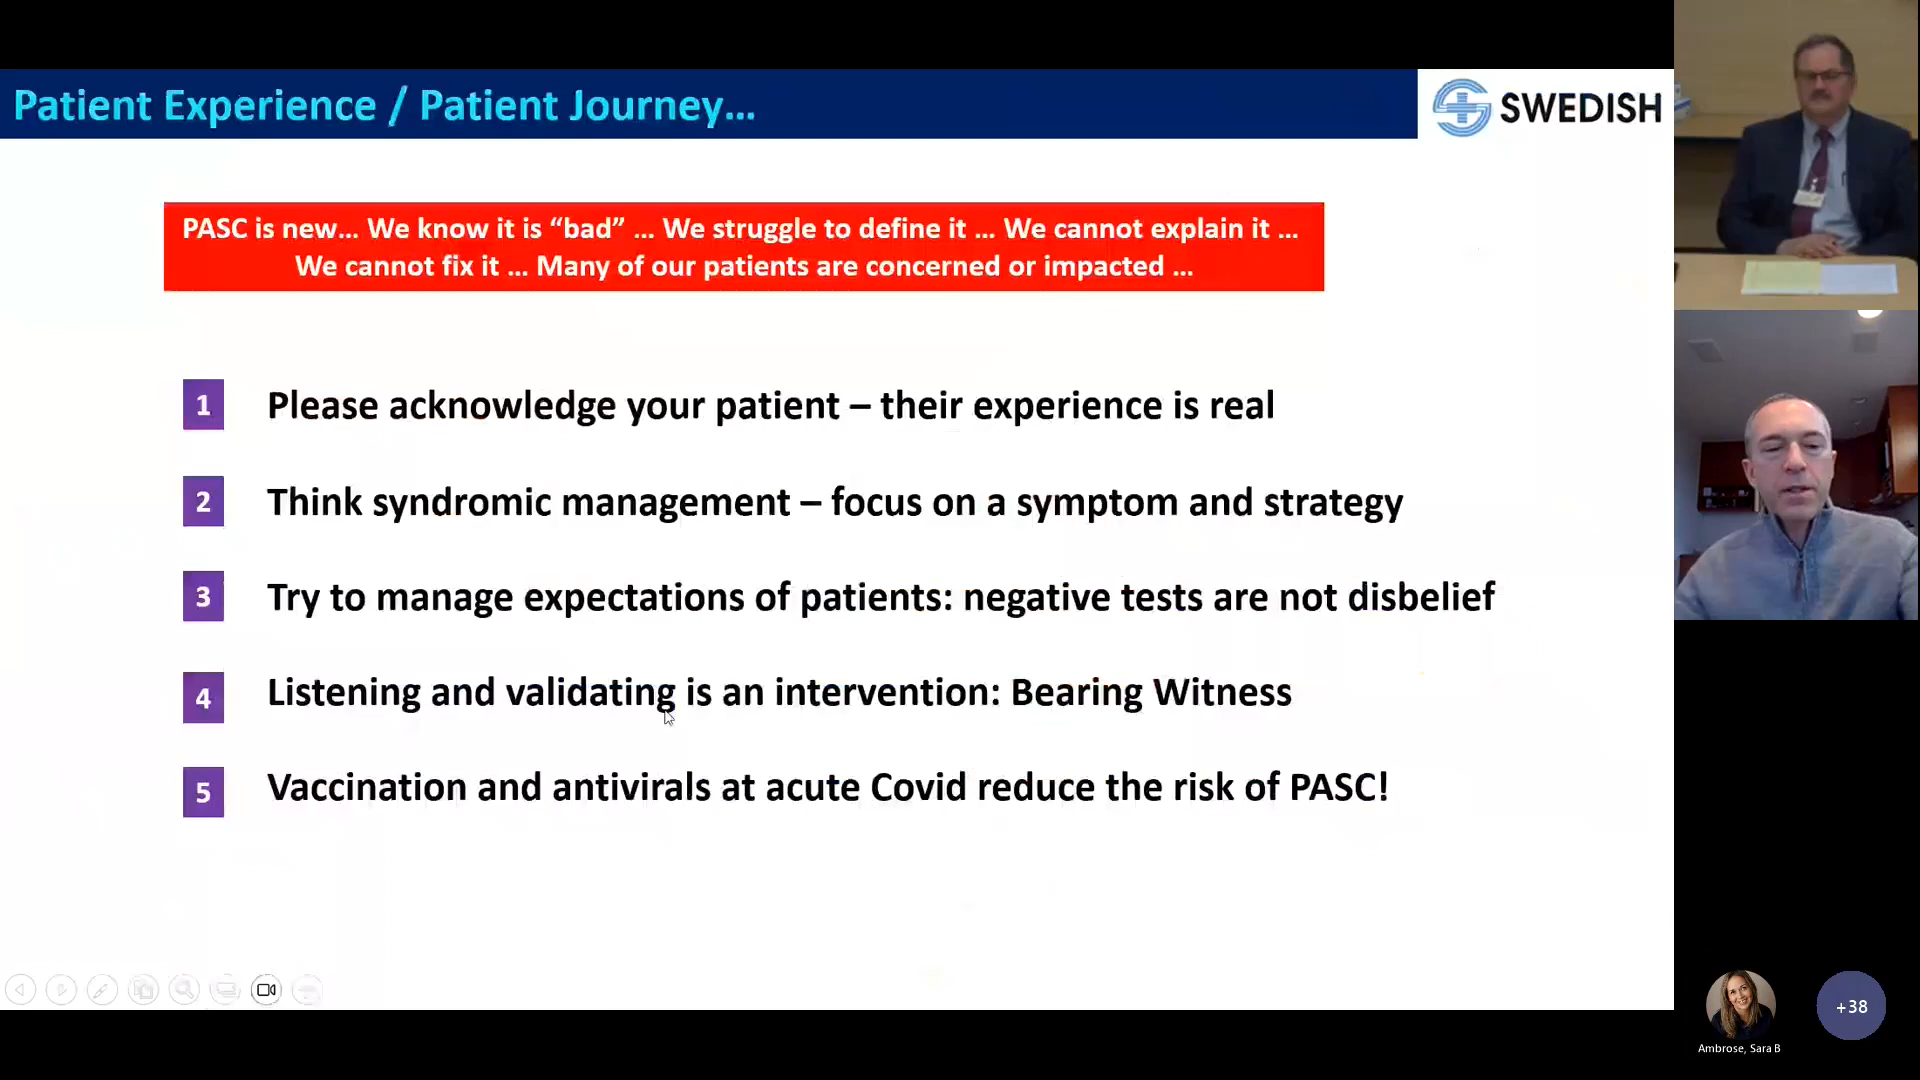 Patient Experience / Patient Journey...
SWEDISH
PASC is new... We know it is “bad” ... We struggle to define it ... We cannot explain it ...
We cannot fix it ... Many of our patients are concerned or impacted ...
1 Please acknowledge your patient – their experience is real
2 Think syndromic management – focus on a symptom and strategy
3 Try to manage expectations of patients: negative tests are not disbelief
4 Listening and validating is an intervention: Bearing Witness
5 Vaccination and antivirals at acute Covid reduce the risk of PASC!
+38
Ambrose, Sara B